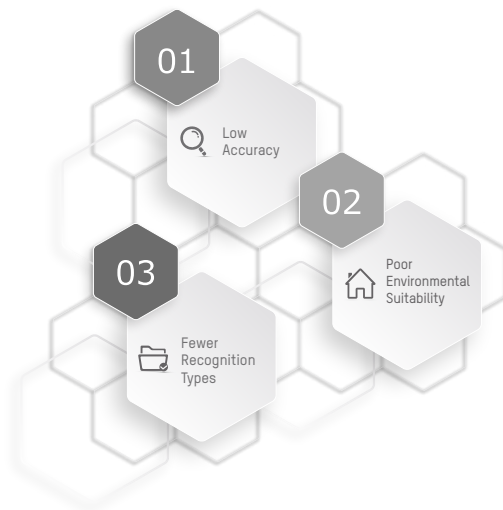 01
Low
Accuracy
02
Poor
Environmental
Suitability
03
Fewer
Recognition
Types